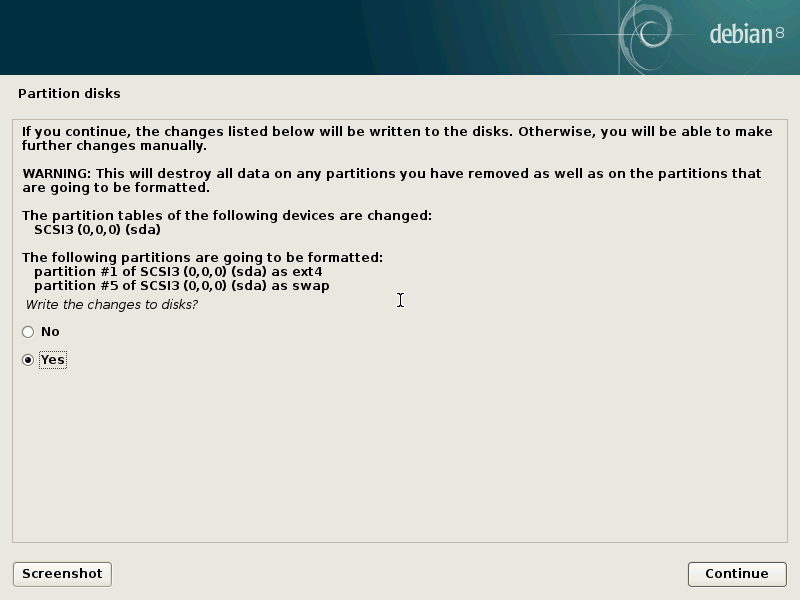 debian 8
Partition disks
If you continue, the changes listed below will be written to the disks. Otherwise, you will be able to make
further changes manually.
WARNING: This will destroy all data on any partitions you have removed as well as on the partitions that
are going to be formatted.
The partition tables of the following devices are changed:
SCSI3 (0,0,0) (sda)
The following partitions are going to be formatted:
partition #1 of SCSI3 (0,0,0) (sda) as ext4
partition #5 of SCSI3 (0,0,0) (sda) as swap
Write the changes to disks?
No
Yes
Screenshot
Continue